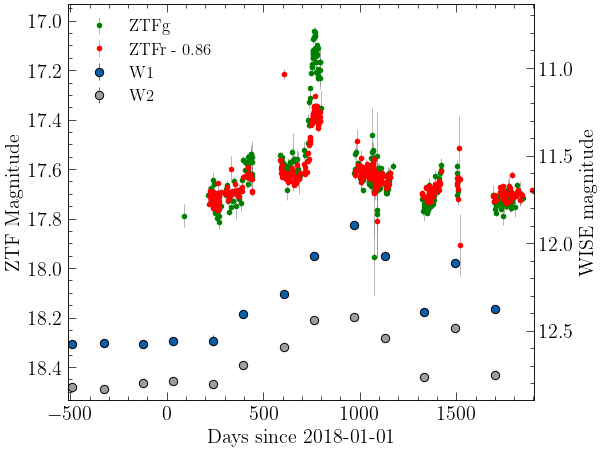 ZTFg
ZTFr - 0.86
W1
W2
17.0
17.2
17.4
17.6
17.8
18.0
18.2
18.4
ZTF Magnitude
11.0
11.5
12.0
12.5
WISE magnitude
−500
0
500
1000
1500
Days since 2018-01-01